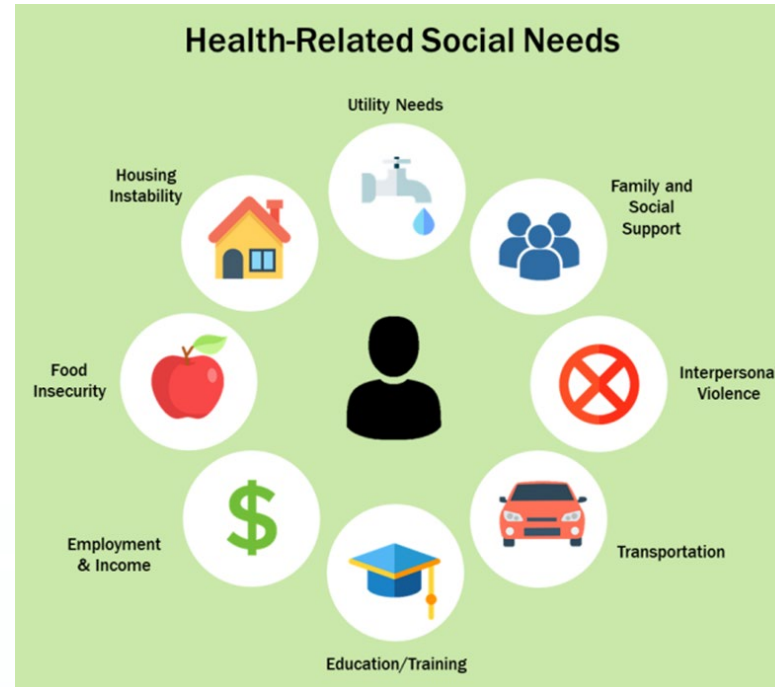 Health-Related Social Needs
Utility Needs
Housing
Instability
Family and
Social
Support
Food
Insecurity
Interpersona
Violence
Employment
& Income
$
Transportation
Education/Training